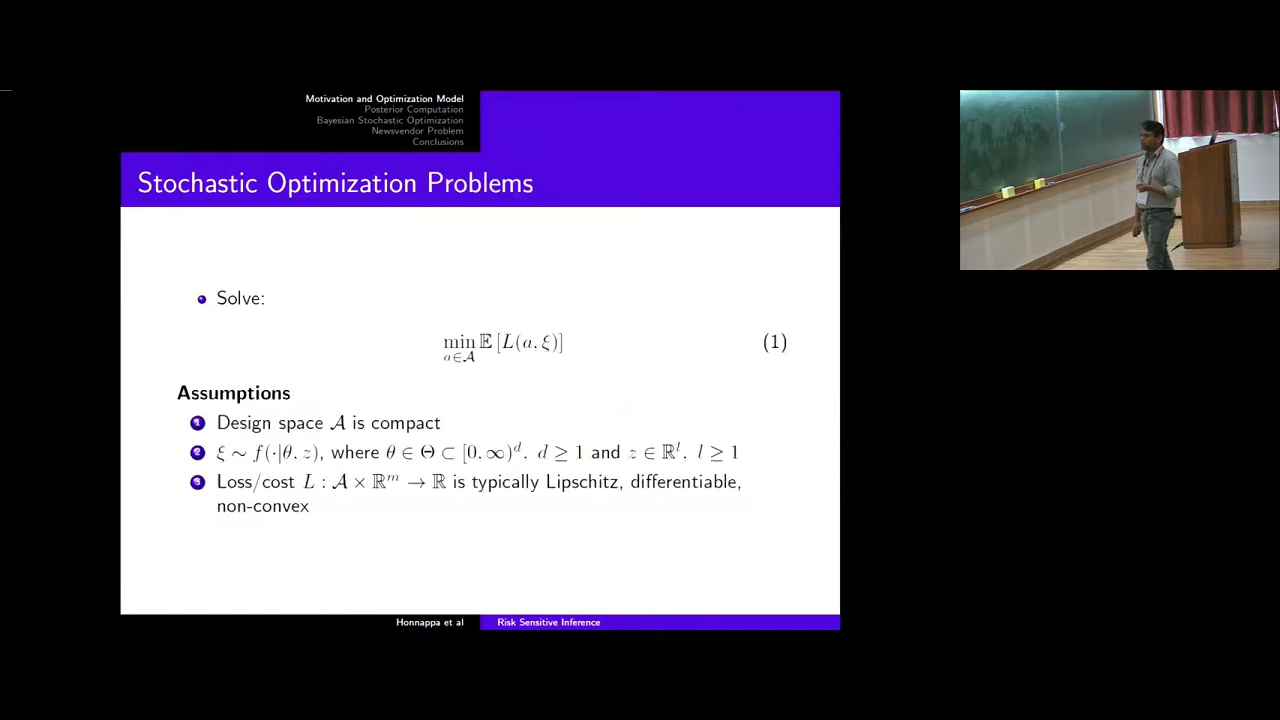 Motivation and Optimization Model
Posterior Computation
Bayesian Stochastic Optimization
Newsvendor Problem
Conclusions
Stochastic Optimization Problems
Solve:
min_{a∈𝒜} 𝔼 [L(a, ξ)] (1)
Assumptions
1 Design space 𝒜 is compact
2 ξ ∼ f(·|θ, z), where θ ∈ Θ ⊂ [0, ∞)^d, d ≥ 1 and z ∈ ℝ^l, l ≥ 1
3 Loss/cost L : 𝒜 × ℝ^m → ℝ is typically Lipschitz, differentiable,
non-convex
Honnappa et al Risk Sensitive Inference